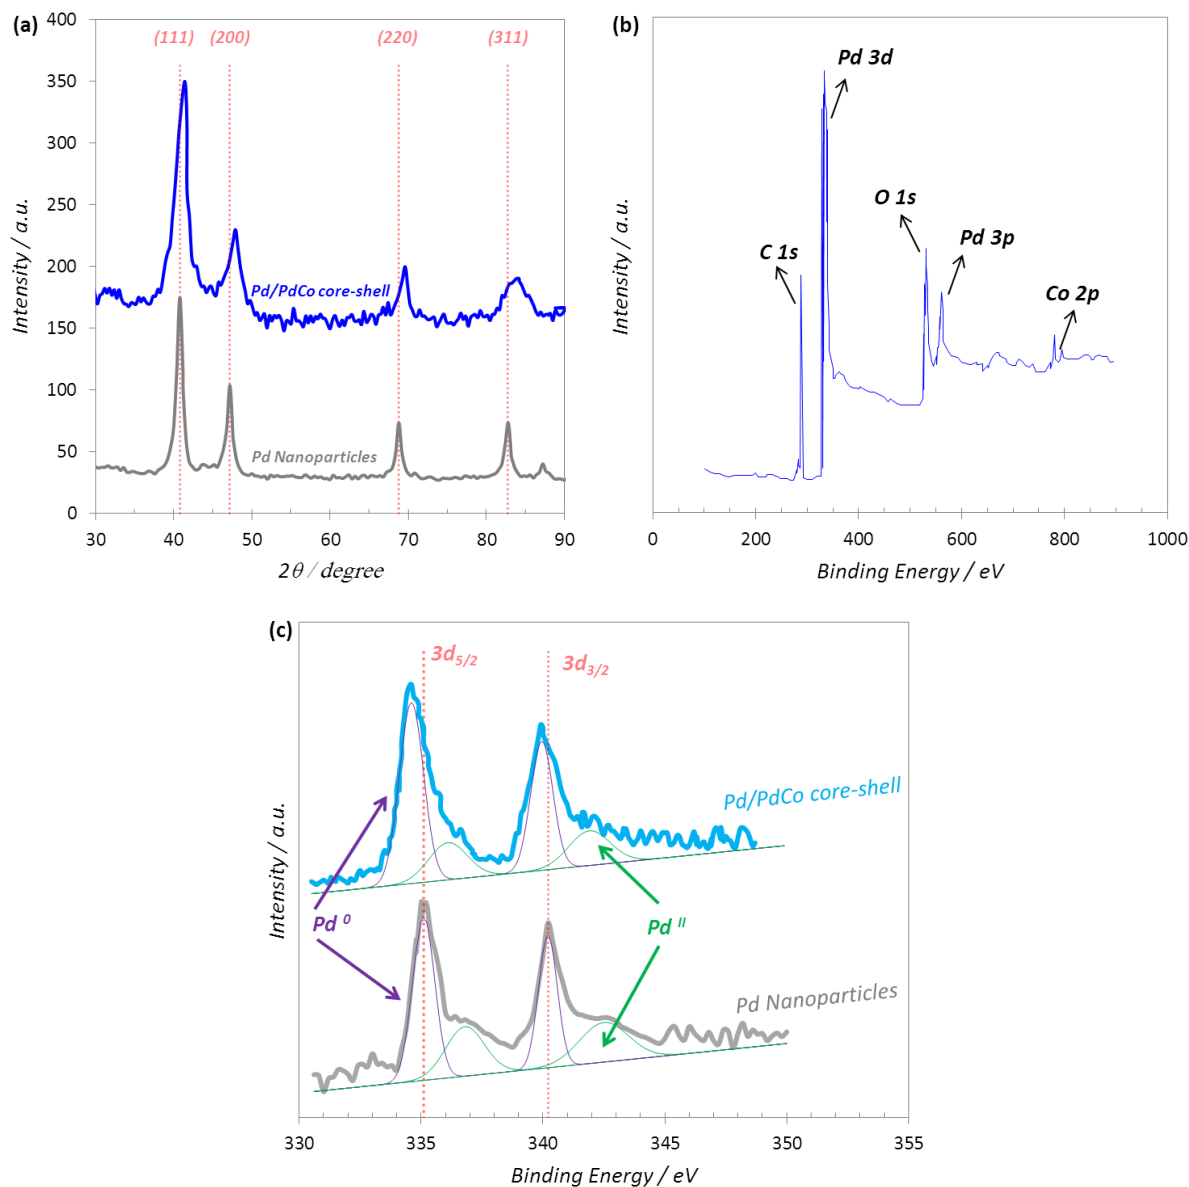 (a)
400
350
300
250
200
150
100
50
0
Intensity / a.u.
(111) (200) (220) (311)
Pd/PdCo core-shell
Pd Nanoparticles
30 40 50 60 70 80 90
2θ / degree
(b)
Intensity / a.u.
Pd 3d
O 1s
Pd 3p
C 1s
Co 2p
0 200 400 600 800 1000
Binding Energy / eV
(c)
Intensity / a.u.
3d5/2 3d3/2
Pd/PdCo core-shell
Pd 0
Pd II
Pd Nanoparticles
330 335 340 345 350 355
Binding Energy / eV